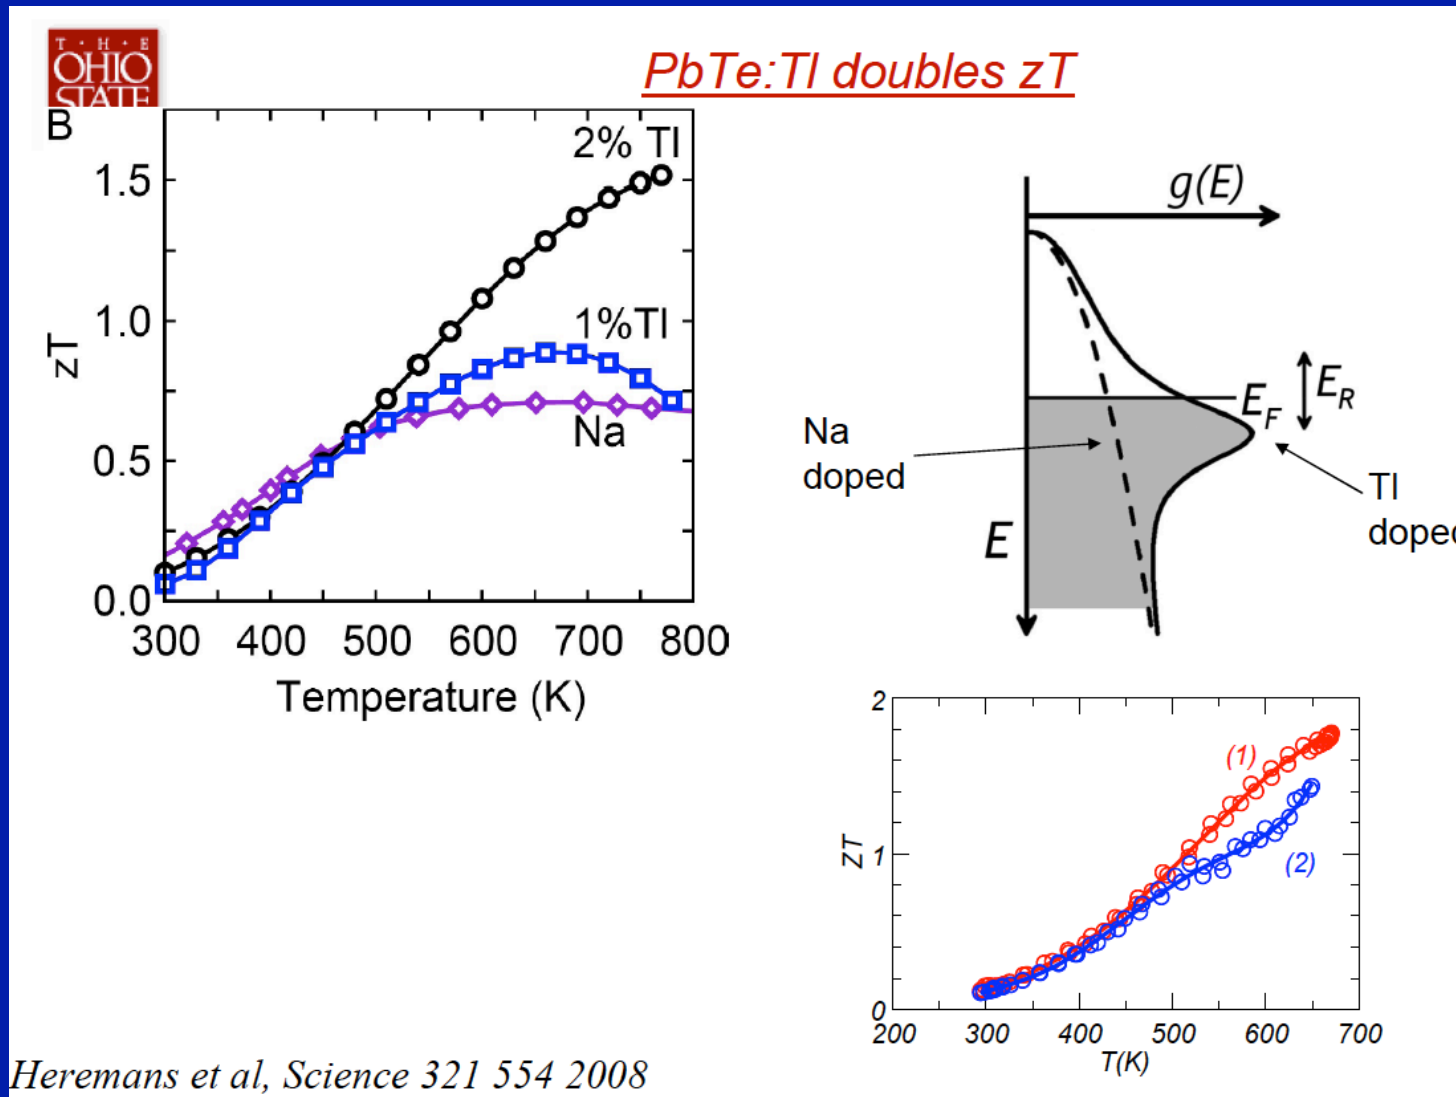 T · H · E
OHIO
STATE
PbTe:Tl doubles zT
B
2% Tl
1%Tl
Na
zT
1.5
1.0
0.5
0.0
300 400 500 600 700 800
Temperature (K)
g(E)
E_F
E_R
Na
doped
Tl
doped
E
2
1
0
ZT
(1)
(2)
200 300 400 500 600 700
T(K)
Heremans et al, Science 321 554 2008